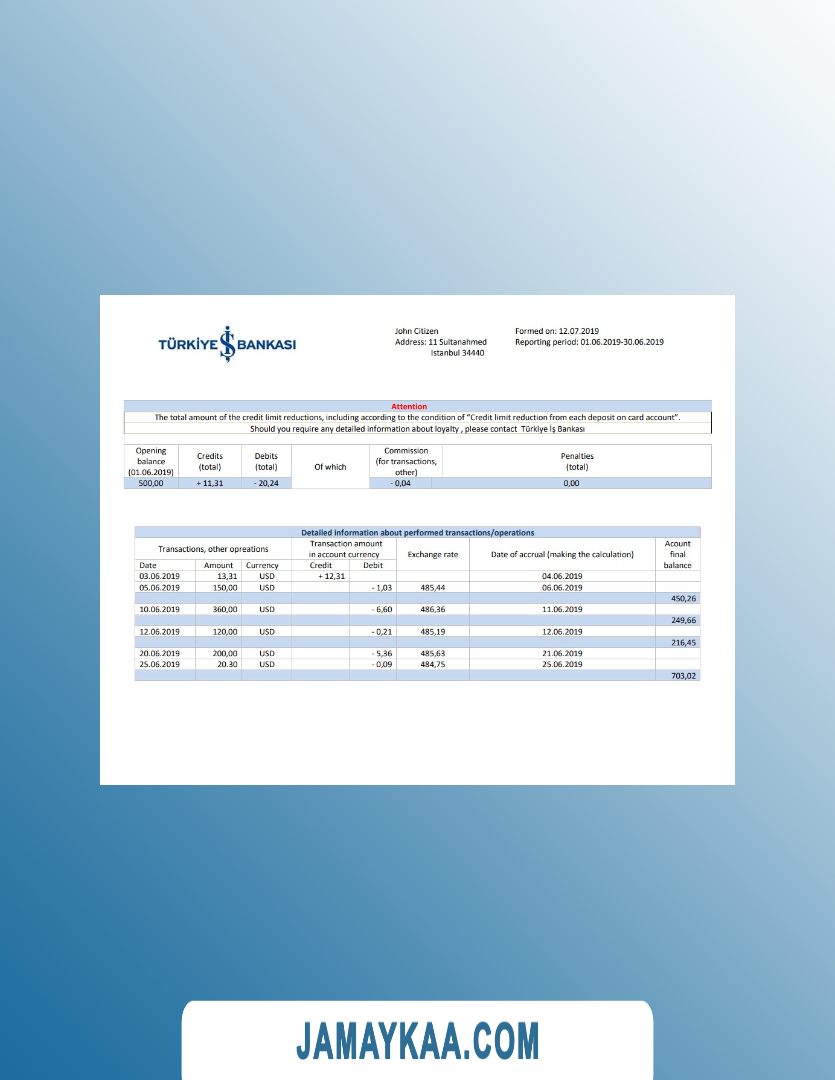 TÜRKİYE İŞ BANKASI
John Citizen
Address: 11 Sultanahmed
Istanbul 34440
Formed on: 12.07.2019
Reporting period: 01.06.2019-30.06.2019
Attention
The total amount of the credit limit reductions, including according to the condition of “Credit limit reduction from each deposit on card account”.
Should you require any detailed information about loyalty , please contact Türkiye İş Bankası
Opening balance (01.06.2019) Credits (total) Debits (total) Of which Commission (for transactions, other) Penalties (total)
500,00 + 11,31 - 20,24 - 0,04 0,00
Detailed information about performed transactions/operations
Transactions, other opreations Transaction amount in account currency Exchange rate Date of accrual (making the calculation) Acount final balance
Date Amount Currency Credit Debit
03.06.2019 13,31 USD + 12,31 04.06.2019
05.06.2019 150,00 USD - 1,03 485,44 06.06.2019
450,26
10.06.2019 360,00 USD - 6,60 486,36 11.06.2019
249,66
12.06.2019 120,00 USD - 0,21 485,19 12.06.2019
216,45
20.06.2019 200,00 USD - 5,36 485,63 21.06.2019
25.06.2019 20.30 USD - 0,09 484,75 25.06.2019
703,02
JAMAYKAA.COM